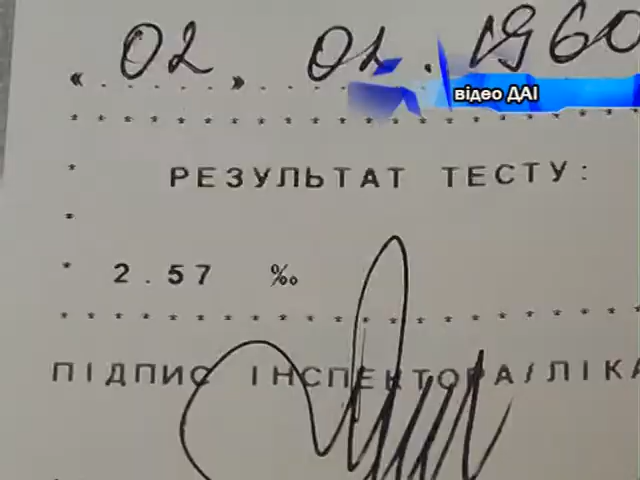 « 02 » 01 . 1960
відео ДАІ
* * * * * * * * * * * * * * * * * * * * * *
* РЕЗУЛЬТАТ ТЕСТУ:
*
* 2.57 ‰
* * * * * * * * * * * * * * * * * * * * * *
ПІДПИС ІНСПЕКТОРА/ЛІКА